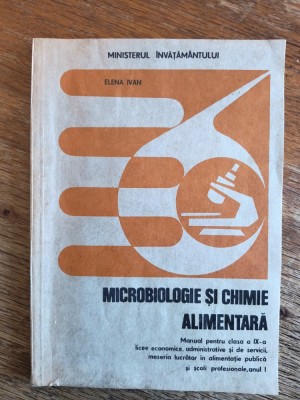 MINISTERUL ÎNVĂȚĂMÂNTULUI
ELENA IVAN
MICROBIOLOGIE ȘI CHIMIE
ALIMENTARĂ
Manual pentru clasa a IX-a
licee economice, administrative și de servicii,
meseria lucrător în alimentație publică
și școli profesionale, anul I